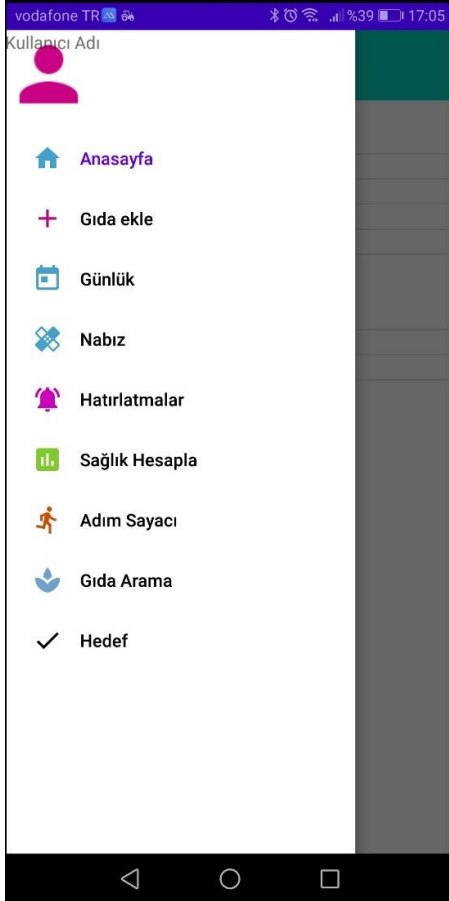 vodafone TR %39 17:05
Kullanıcı Adı
Anasayfa
Gıda ekle
Günlük
Nabız
Hatırlatmalar
Sağlık Hesapla
Adım Sayacı
Gıda Arama
Hedef